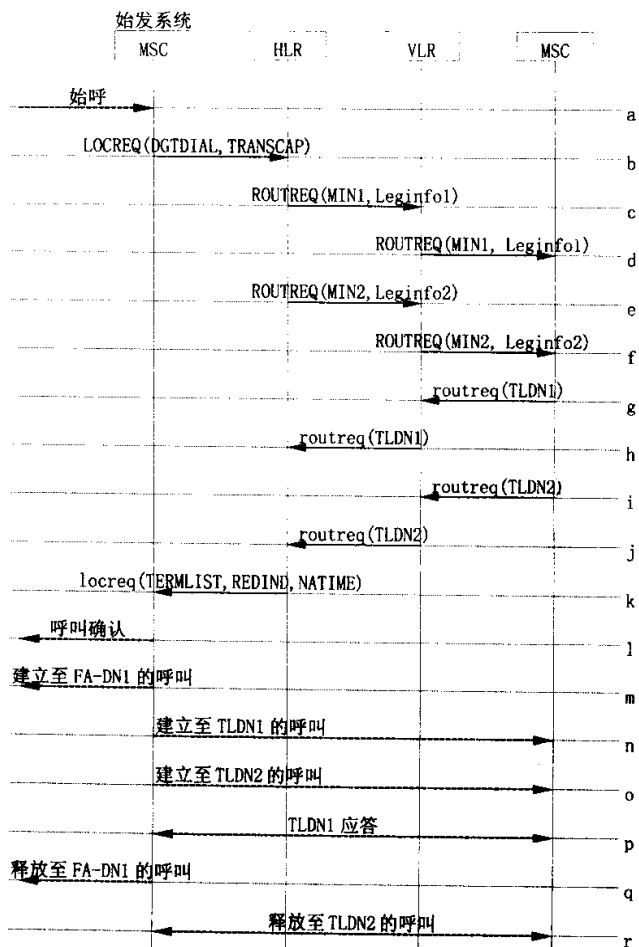 始发系统
MSC HLR VLR MSC
始呼
a
LOCREQ(DGTDIAL,TRANSCAP)
b
ROUTREQ(MIN1,Leginfo1)
c
ROUTREQ(MIN1, Leginfo1)
d
ROUTREQ(MIN2,Leginfo2)
e
ROUTREQ(MIN2, Leginfo2)
f
routreq(TLDN1)
g
routreq(TLDN1)
h
routreq(TLDN2)
i
routreq(TLDN2)
j
locreq(TERMLIST,REDIND,NATIME)
k
呼叫确认
l
建立至 FA-DN1 的呼叫
m
建立至 TLDN1 的呼叫
n
建立至 TLDN2 的呼叫
o
TLDN1 应答
p
释放至 FA-DN1 的呼叫
q
释放至 TLDN2 的呼叫
r